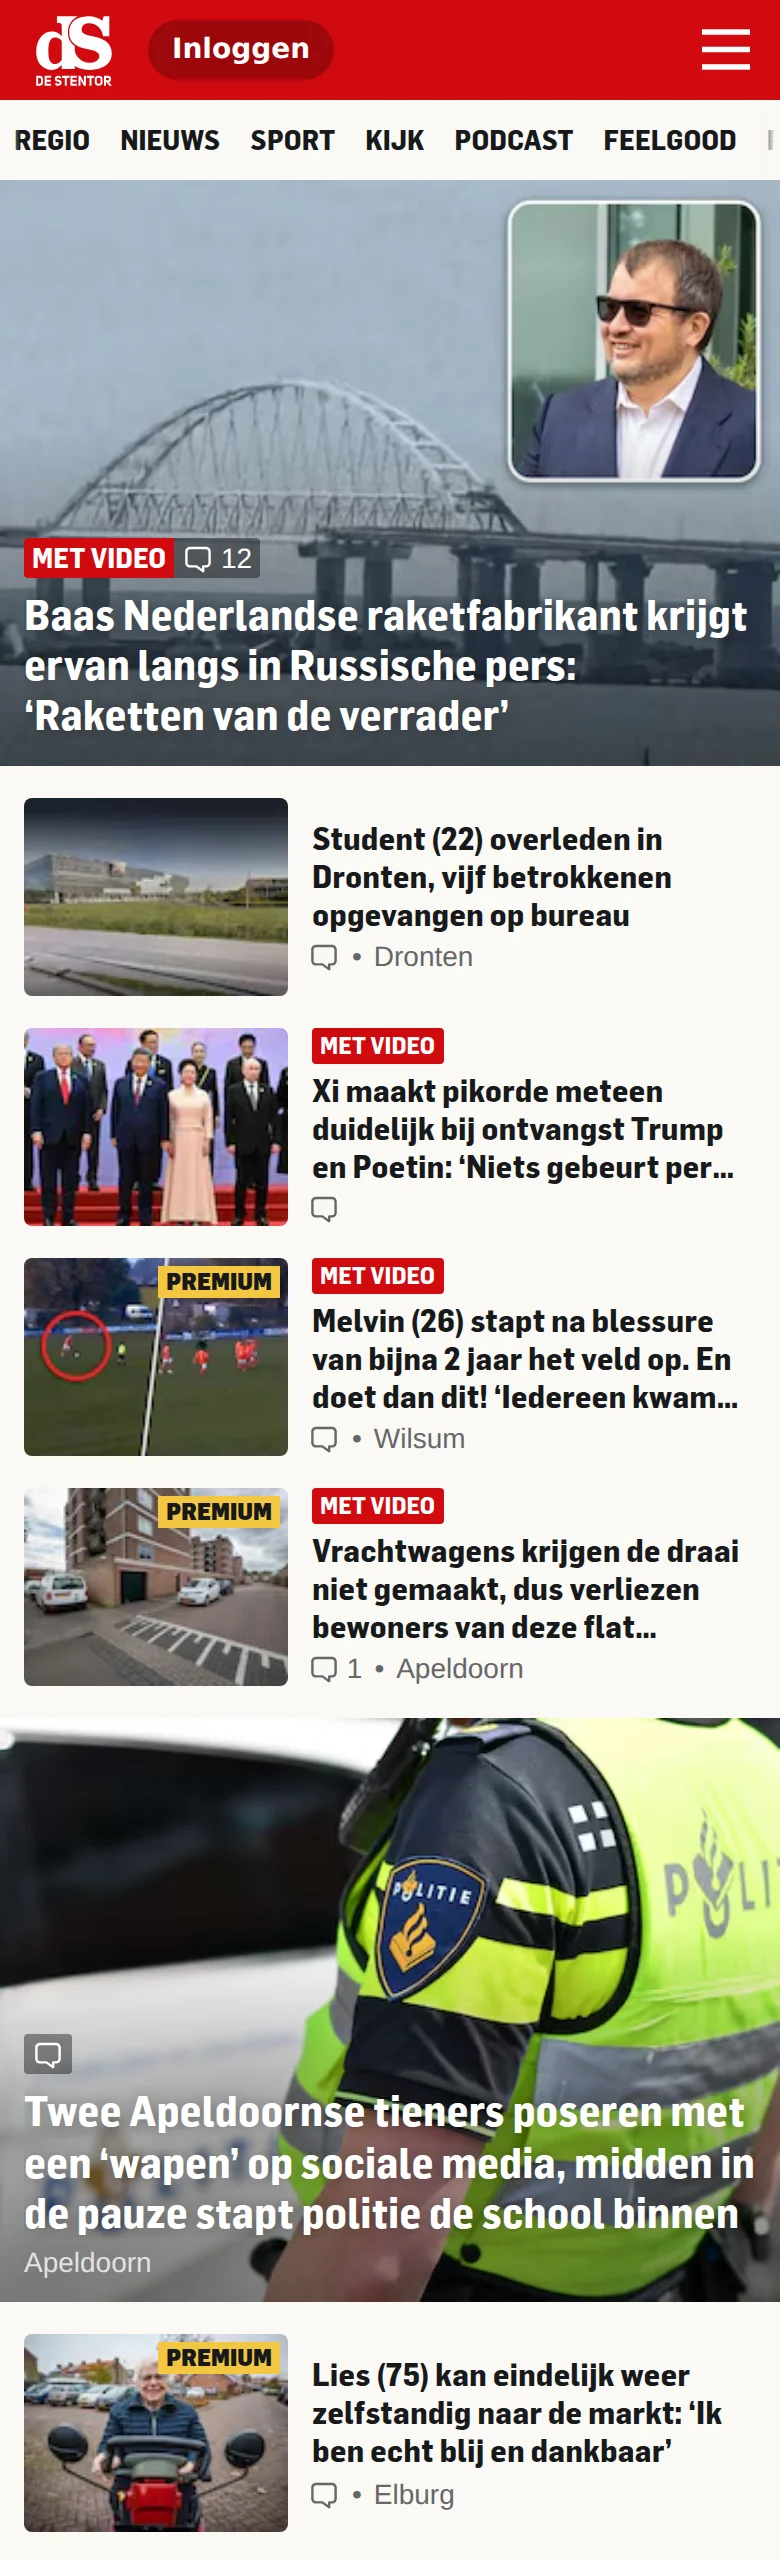 dS
DE STENTOR
Inloggen
REGIO NIEUWS SPORT KIJK PODCAST FEELGOOD
MET VIDEO 12
Baas Nederlandse raketfabrikant krijgt
ervan langs in Russische pers:
‘Raketten van de verrader’
Student (22) overleden in
Dronten, vijf betrokkenen
opgevangen op bureau
• Dronten
MET VIDEO
Xi maakt pikorde meteen
duidelijk bij ontvangst Trump
en Poetin: ‘Niets gebeurt per...
PREMIUM
MET VIDEO
Melvin (26) stapt na blessure
van bijna 2 jaar het veld op. En
doet dan dit! ‘Iedereen kwam...
• Wilsum
PREMIUM
MET VIDEO
Vrachtwagens krijgen de draai
niet gemaakt, dus verliezen
bewoners van deze flat...
1 • Apeldoorn
POLITIE
POLI
Twee Apeldoornse tieners poseren met
een ‘wapen’ op sociale media, midden in
de pauze stapt politie de school binnen
Apeldoorn
PREMIUM
Lies (75) kan eindelijk weer
zelfstandig naar de markt: ‘Ik
ben echt blij en dankbaar’
• Elburg